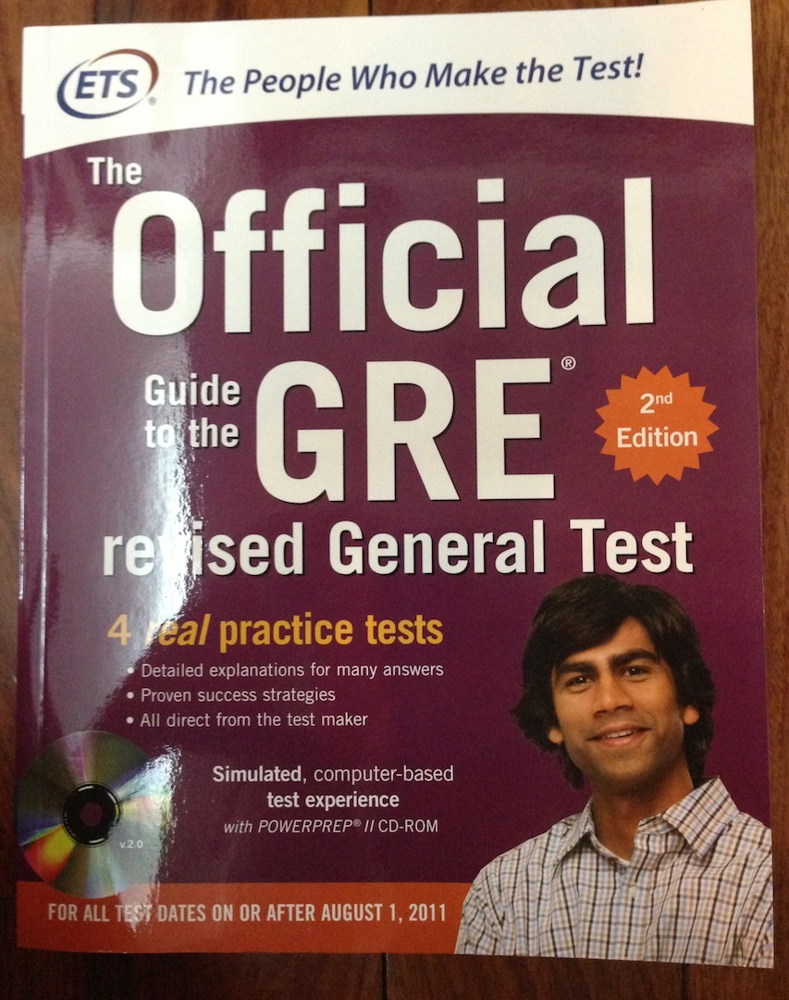 ETS® The People Who Make the Test!
The
Official
Guide
to the
GRE®
2nd
Edition
revised General Test
4 real practice tests
• Detailed explanations for many answers
• Proven success strategies
• All direct from the test maker
Simulated, computer-based
test experience
with POWERPREP® II CD-ROM
v.2.0
FOR ALL TEST DATES ON OR AFTER AUGUST 1, 2011